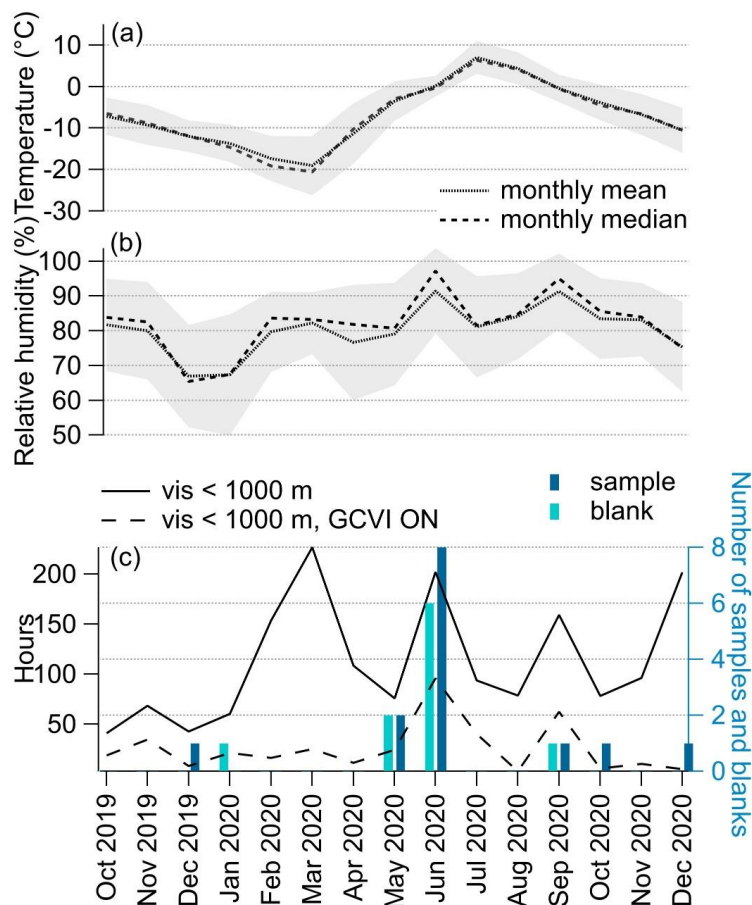 (a)
Temperature (°C)
10
0
-10
-20
-30
monthly mean
monthly median
(b)
Relative humidity (%)
100
90
80
70
60
50
vis < 1000 m
vis < 1000 m, GCVI ON
sample
blank
(c)
Hours
200
150
100
50
8
6
4
2
0
Number of samples and blanks
Oct 2019
Nov 2019
Dec 2019
Jan 2020
Feb 2020
Mar 2020
Apr 2020
May 2020
Jun 2020
Jul 2020
Aug 2020
Sep 2020
Oct 2020
Nov 2020
Dec 2020